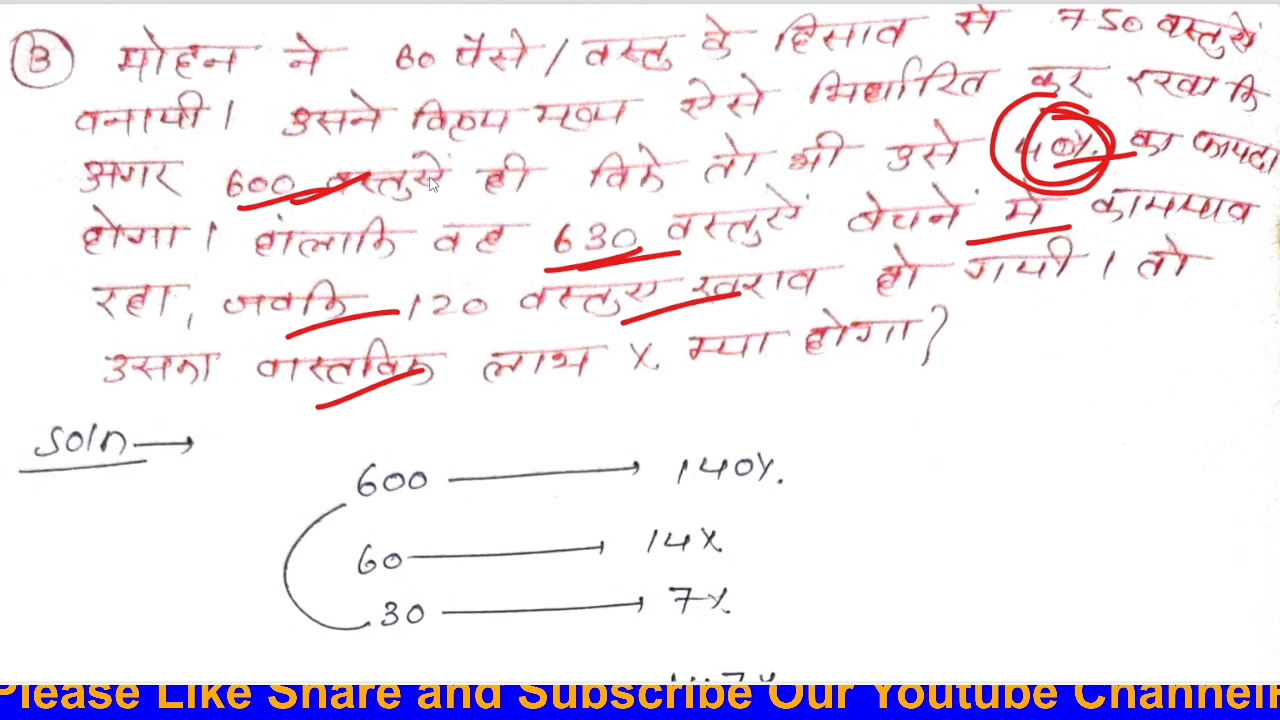 ③ मोहन ने 60 पैसे / वस्तु के हिसाब से 750 वस्तुयें
बनायी। उसने विक्रय मूल्य ऐसे निर्धारित कर रखा कि
अगर 600 वस्तुयें ही बिके तो भी उसे 40% का फायदा
होगा। हांलाकि वह 630 वस्तुएं बेचने में कामयाब
रहा, जबकि 120 वस्तुए खराब हो गयी। तो
उसका वास्तविक लाभ % क्या होगा?
Soln →
600 → 140%.
60 → 14%
30 → 7%
Please Like Share and Subscribe Our Youtube Channel